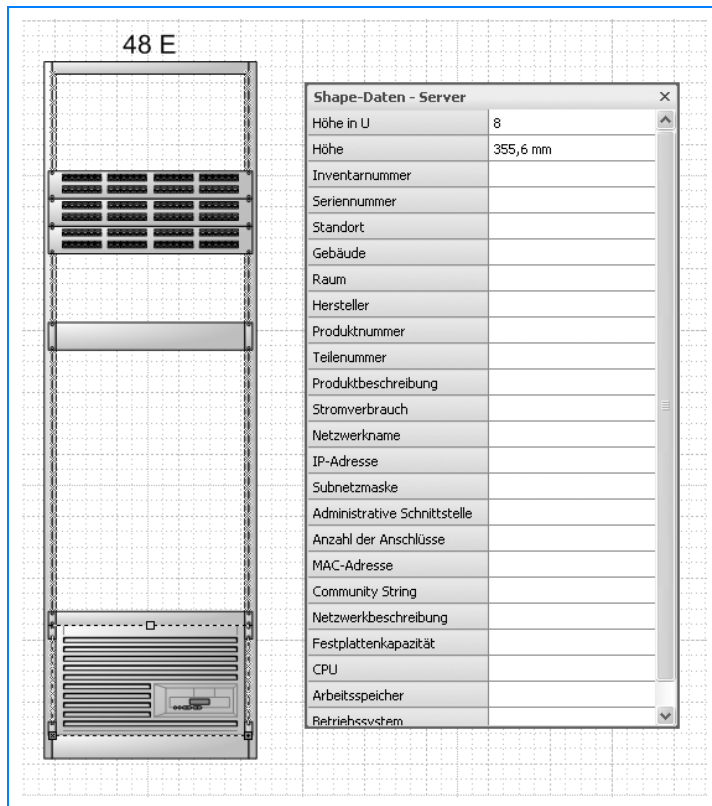 48 E
Shape-Daten - Server
Höhe in U 8
Höhe 355,6 mm
Inventarnummer
Seriennummer
Standort
Gebäude
Raum
Hersteller
Produktnummer
Teilenummer
Produktbeschreibung
Stromverbrauch
Netzwerkname
IP-Adresse
Subnetzmaske
Administrative Schnittstelle
Anzahl der Anschlüsse
MAC-Adresse
Community String
Netzwerkbeschreibung
Festplattenkapazität
CPU
Arbeitsspeicher
Betriebssystem